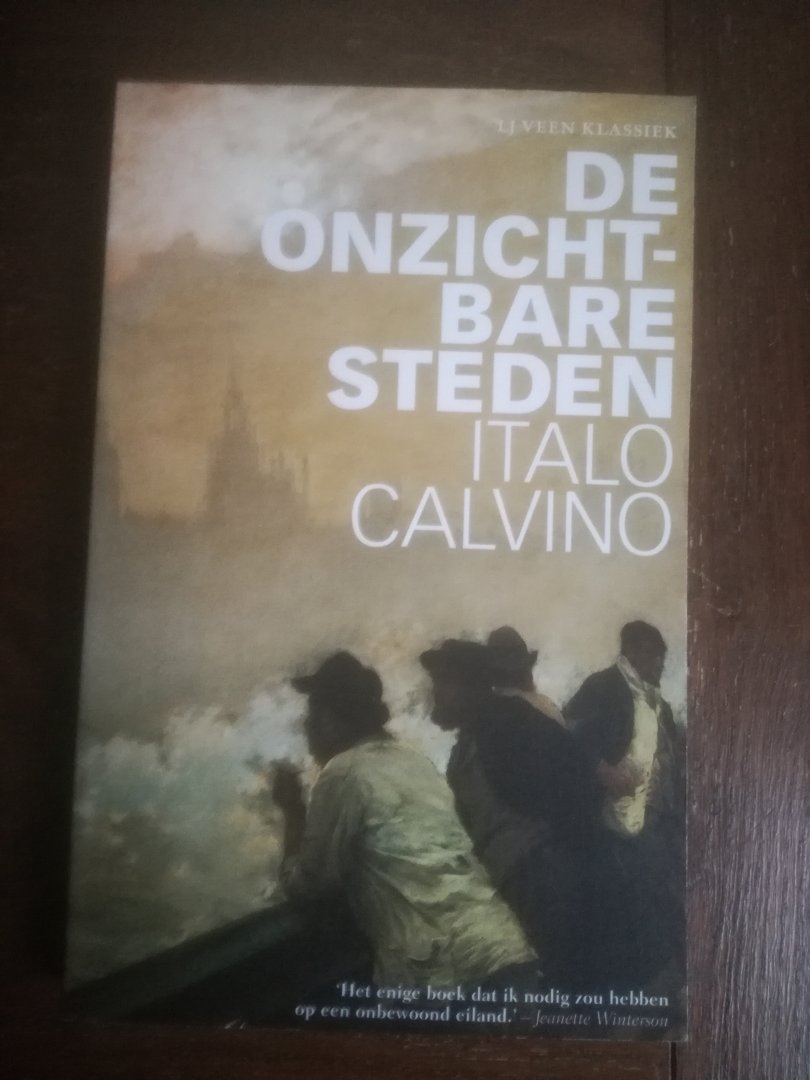 LJ VEEN KLASSIEK
DE
ONZICHT-
BARE
STEDEN
ITALO
CALVINO
'Het enige boek dat ik nodig zou hebben
op een onbewoond eiland.' – Jeanette Winterson